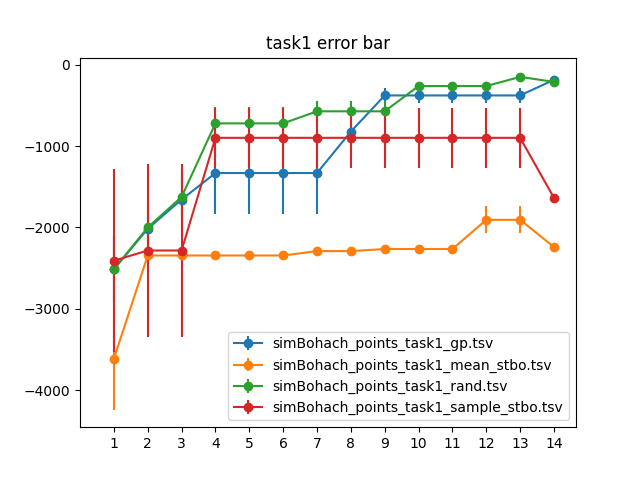 task1 error bar
0
−1000
−2000
−3000
−4000
simBohach_points_task1_gp.tsv
simBohach_points_task1_mean_stbo.tsv
simBohach_points_task1_rand.tsv
simBohach_points_task1_sample_stbo.tsv
1 2 3 4 5 6 7 8 9 10 11 12 13 14